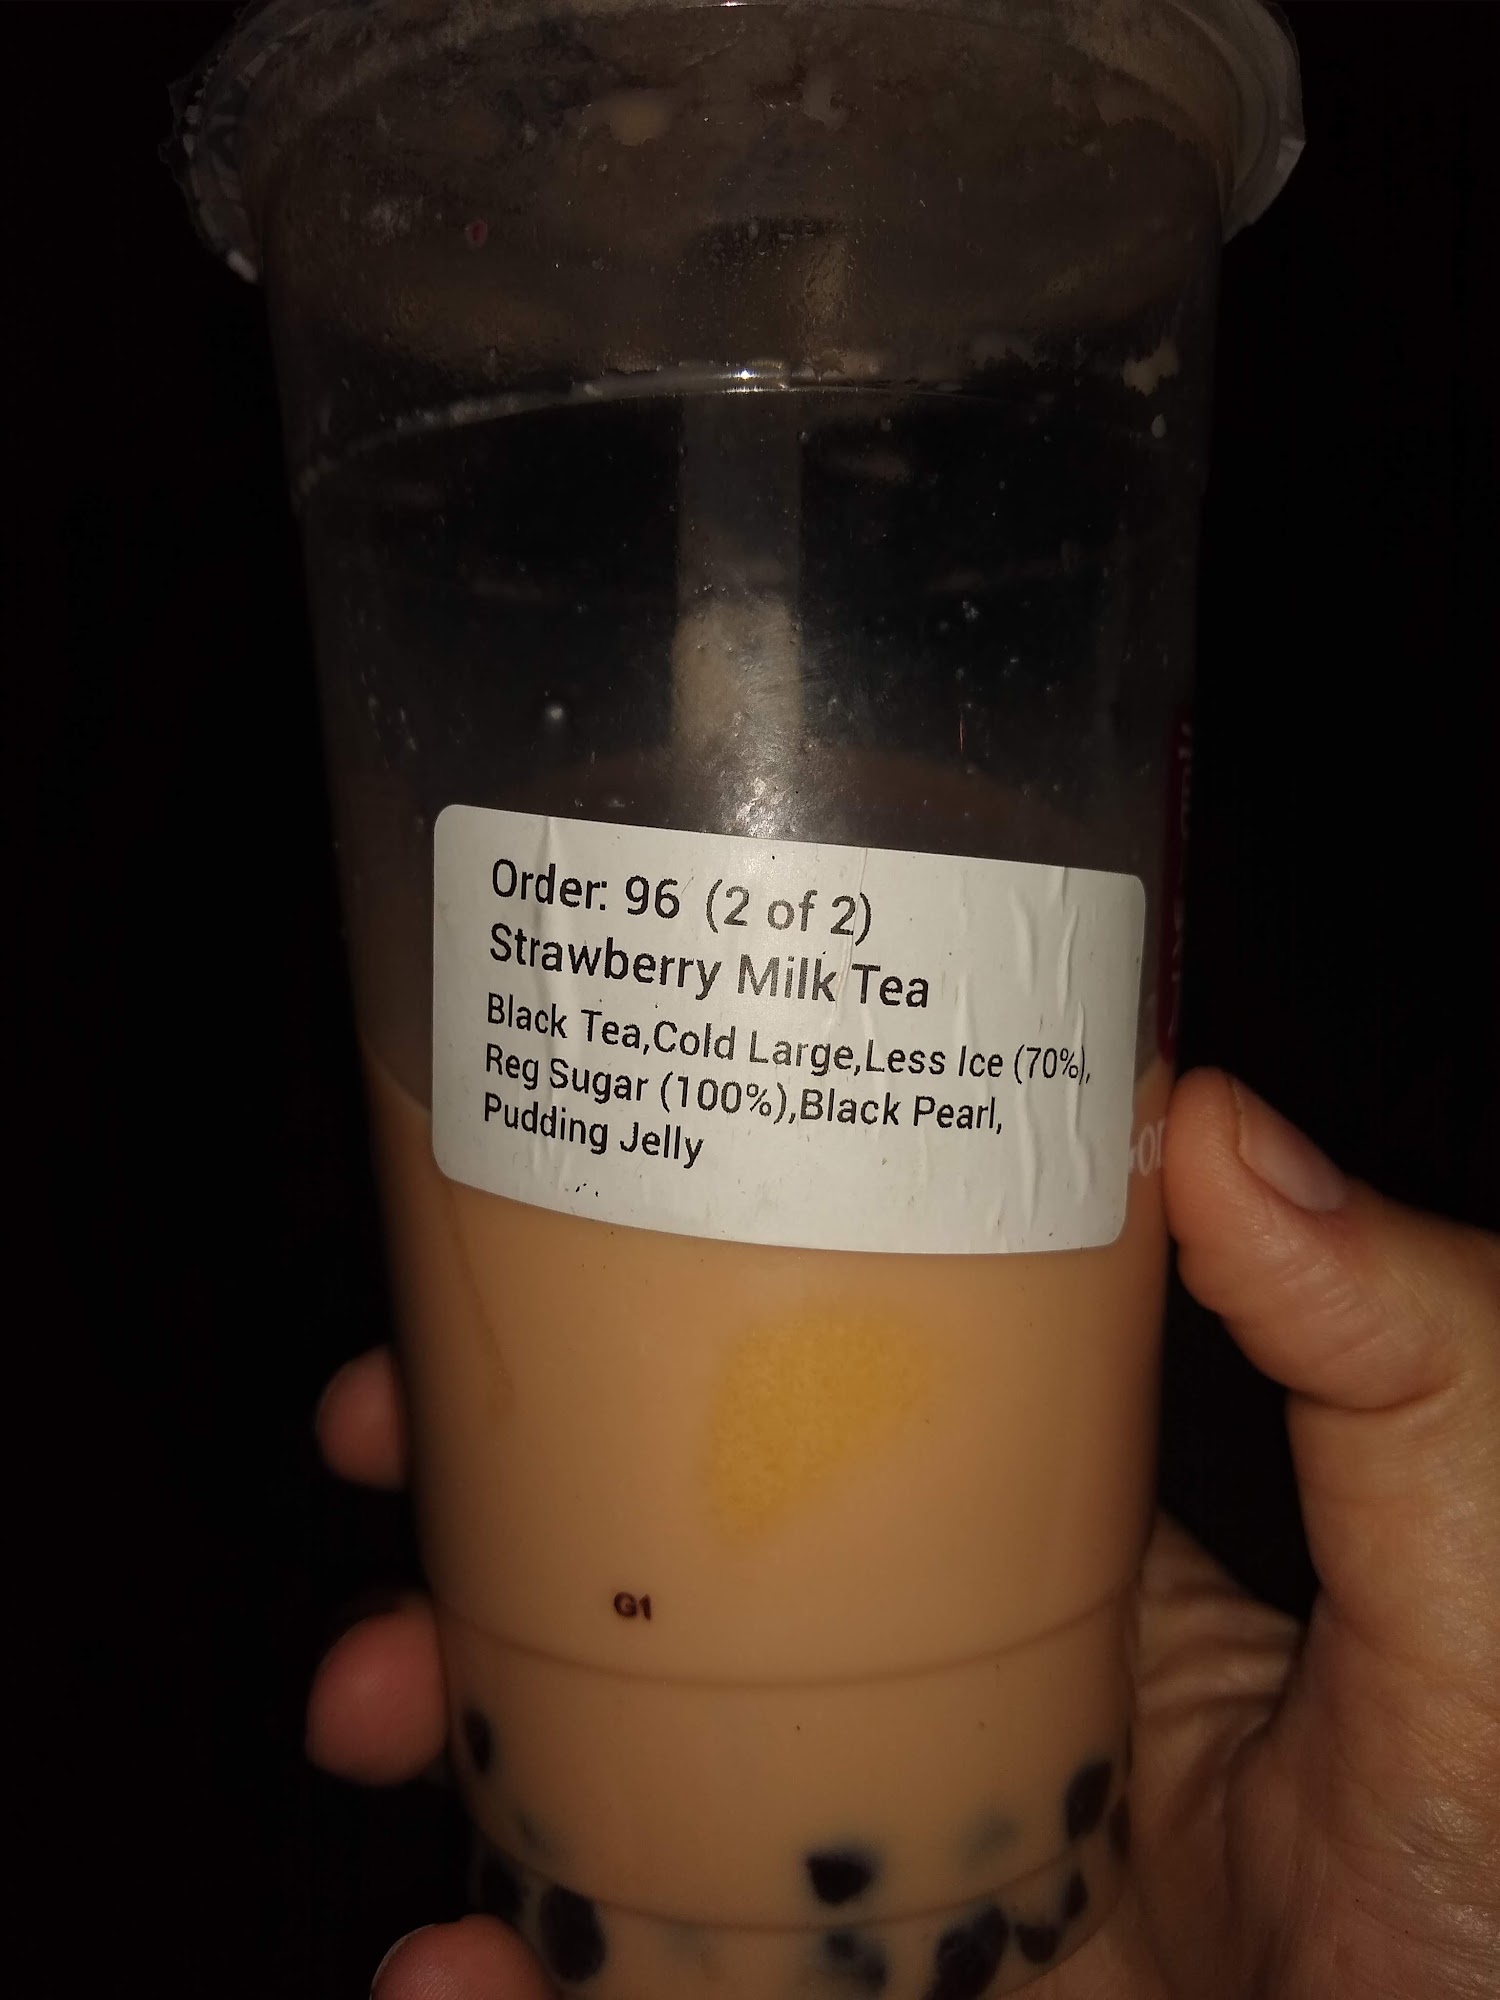 Order: 96 (2 of 2)
Strawberry Milk Tea
Black Tea,Cold Large,Less Ice (70%),
Reg Sugar (100%),Black Pearl,
Pudding Jelly
G1